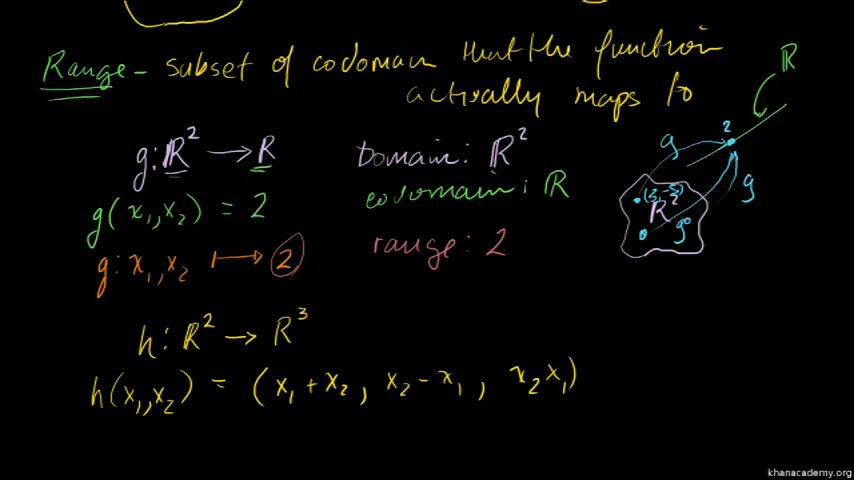 Range - subset of codomain that the function
actually maps to
g: ℝ² → ℝ
g(x₁,x₂) = 2
g: x₁,x₂ ↦ 2
Domain: ℝ²
codomain: ℝ
range: 2
ℝ
2
g
g
ℝ²
g
h: ℝ² → ℝ³
h(x₁,x₂) = (x₁ + x₂, x₂ - x₁, x₂x₁)
khanacademy.org